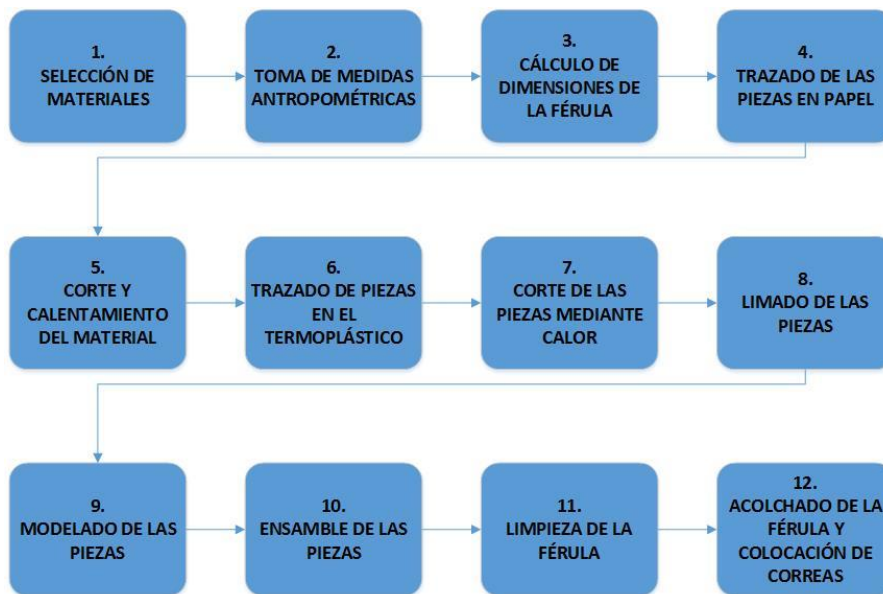 1.
SELECCIÓN DE
MATERIALES
2.
TOMA DE MEDIDAS
ANTROPOMÉTRICAS
3.
CÁLCULO DE
DIMENSIONES DE
LA FÉRULA
4.
TRAZADO DE LAS
PIEZAS EN PAPEL
5.
CORTE Y
CALENTAMIENTO
DEL MATERIAL
6.
TRAZADO DE PIEZAS
EN EL
TERMOPLÁSTICO
7.
CORTE DE LAS
PIEZAS MEDIANTE
CALOR
8.
LIMADO DE LAS
PIEZAS
9.
MODELADO DE LAS
PIEZAS
10.
ENSAMBLE DE LAS
PIEZAS
11.
LIMPIEZA DE LA
FÉRULA
12.
ACOLCHADO DE LA
FÉRULA Y
COLOCACIÓN DE
CORREAS